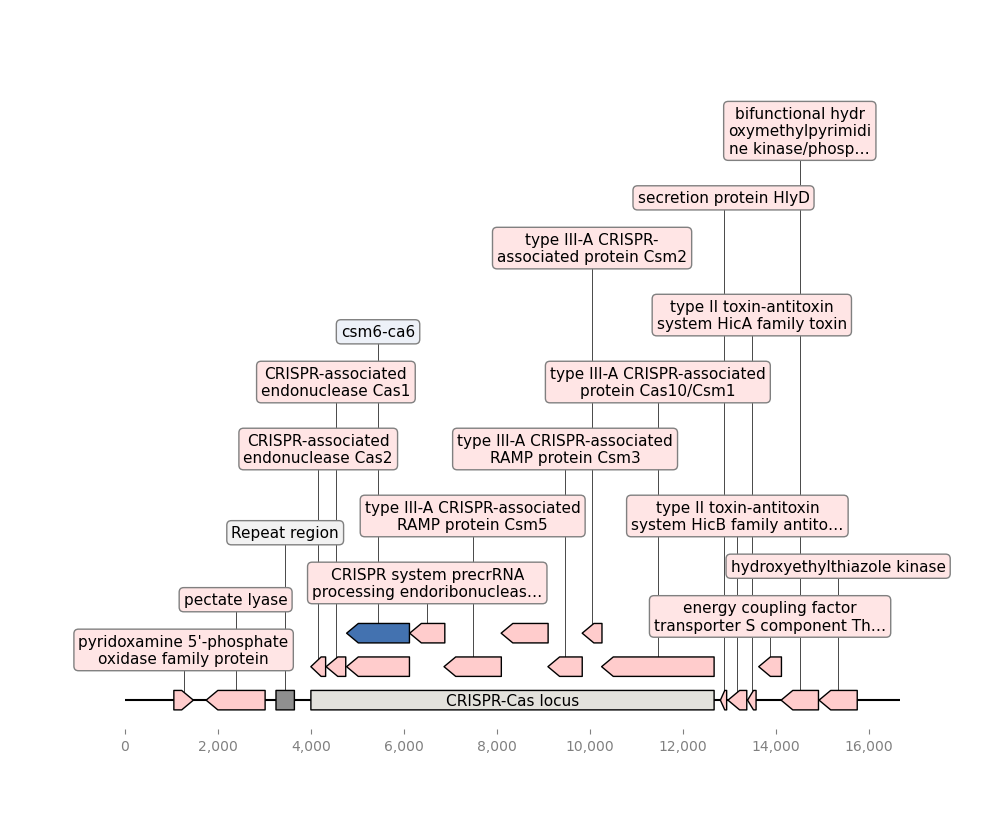 bifunctional hydr
oxymethylpyrimidi
ne kinase/phosp…
secretion protein HlyD
type III-A CRISPR-
associated protein Csm2
type II toxin-antitoxin
system HicA family toxin
csm6-ca6
CRISPR-associated
endonuclease Cas1
type III-A CRISPR-associated
protein Cas10/Csm1
CRISPR-associated
endonuclease Cas2
type III-A CRISPR-associated
RAMP protein Csm3
type III-A CRISPR-associated
RAMP protein Csm5
type II toxin-antitoxin
system HicB family antito…
Repeat region
hydroxyethylthiazole kinase
CRISPR system precrRNA
processing endoribonucleas…
pectate lyase
energy coupling factor
transporter S component Th…
pyridoxamine 5'-phosphate
oxidase family protein
CRISPR-Cas locus
0 2,000 4,000 6,000 8,000 10,000 12,000 14,000 16,000